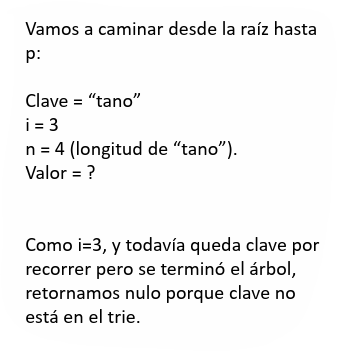 Vamos a caminar desde la raíz hasta
p:
Clave = “tano”
i = 3
n = 4 (longitud de “tano”).
Valor = ?
Como i=3, y todavía queda clave por
recorrer pero se terminó el árbol,
retornamos nulo porque clave no
está en el trie.